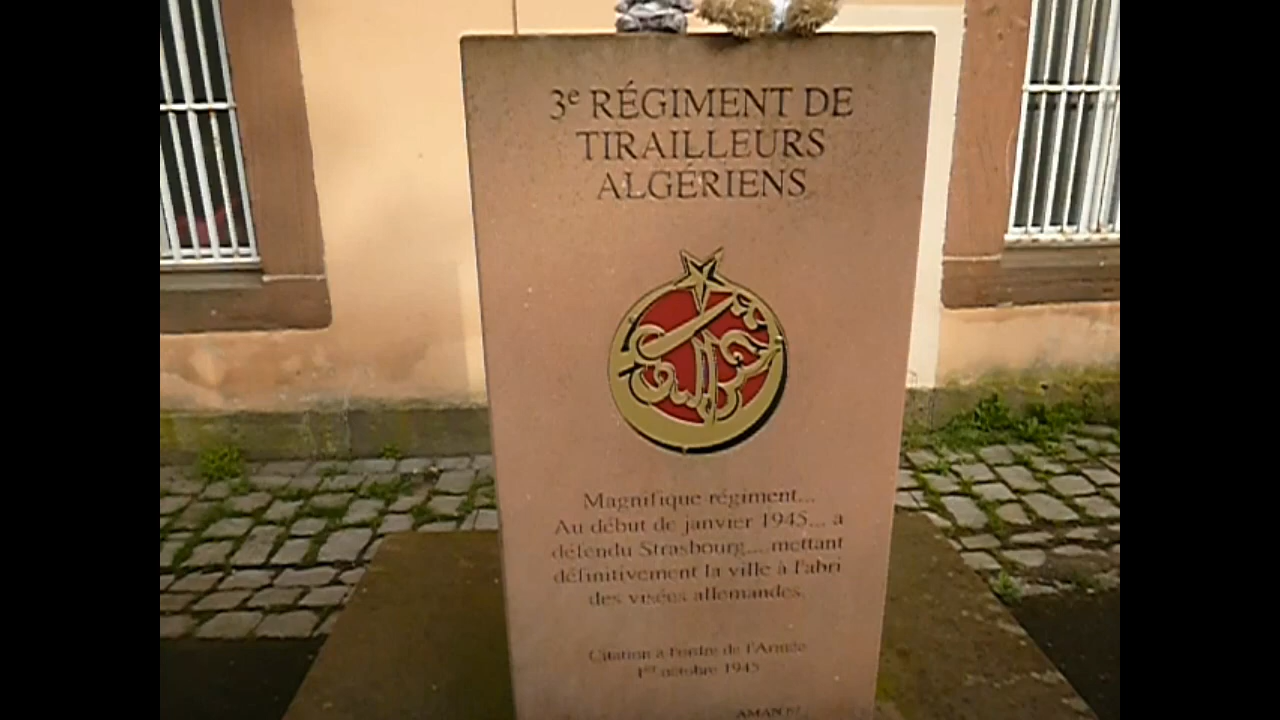 3e RÉGIMENT DE
TIRAILLEURS
ALGÉRIENS
Magnifique régiment...
Au début de janvier 1945... a
défendu Strasbourg... mettant
définitivement la ville à l'abri
des visées allemandes.
Citation à l'ordre de l'Armée
1er octobre 1945